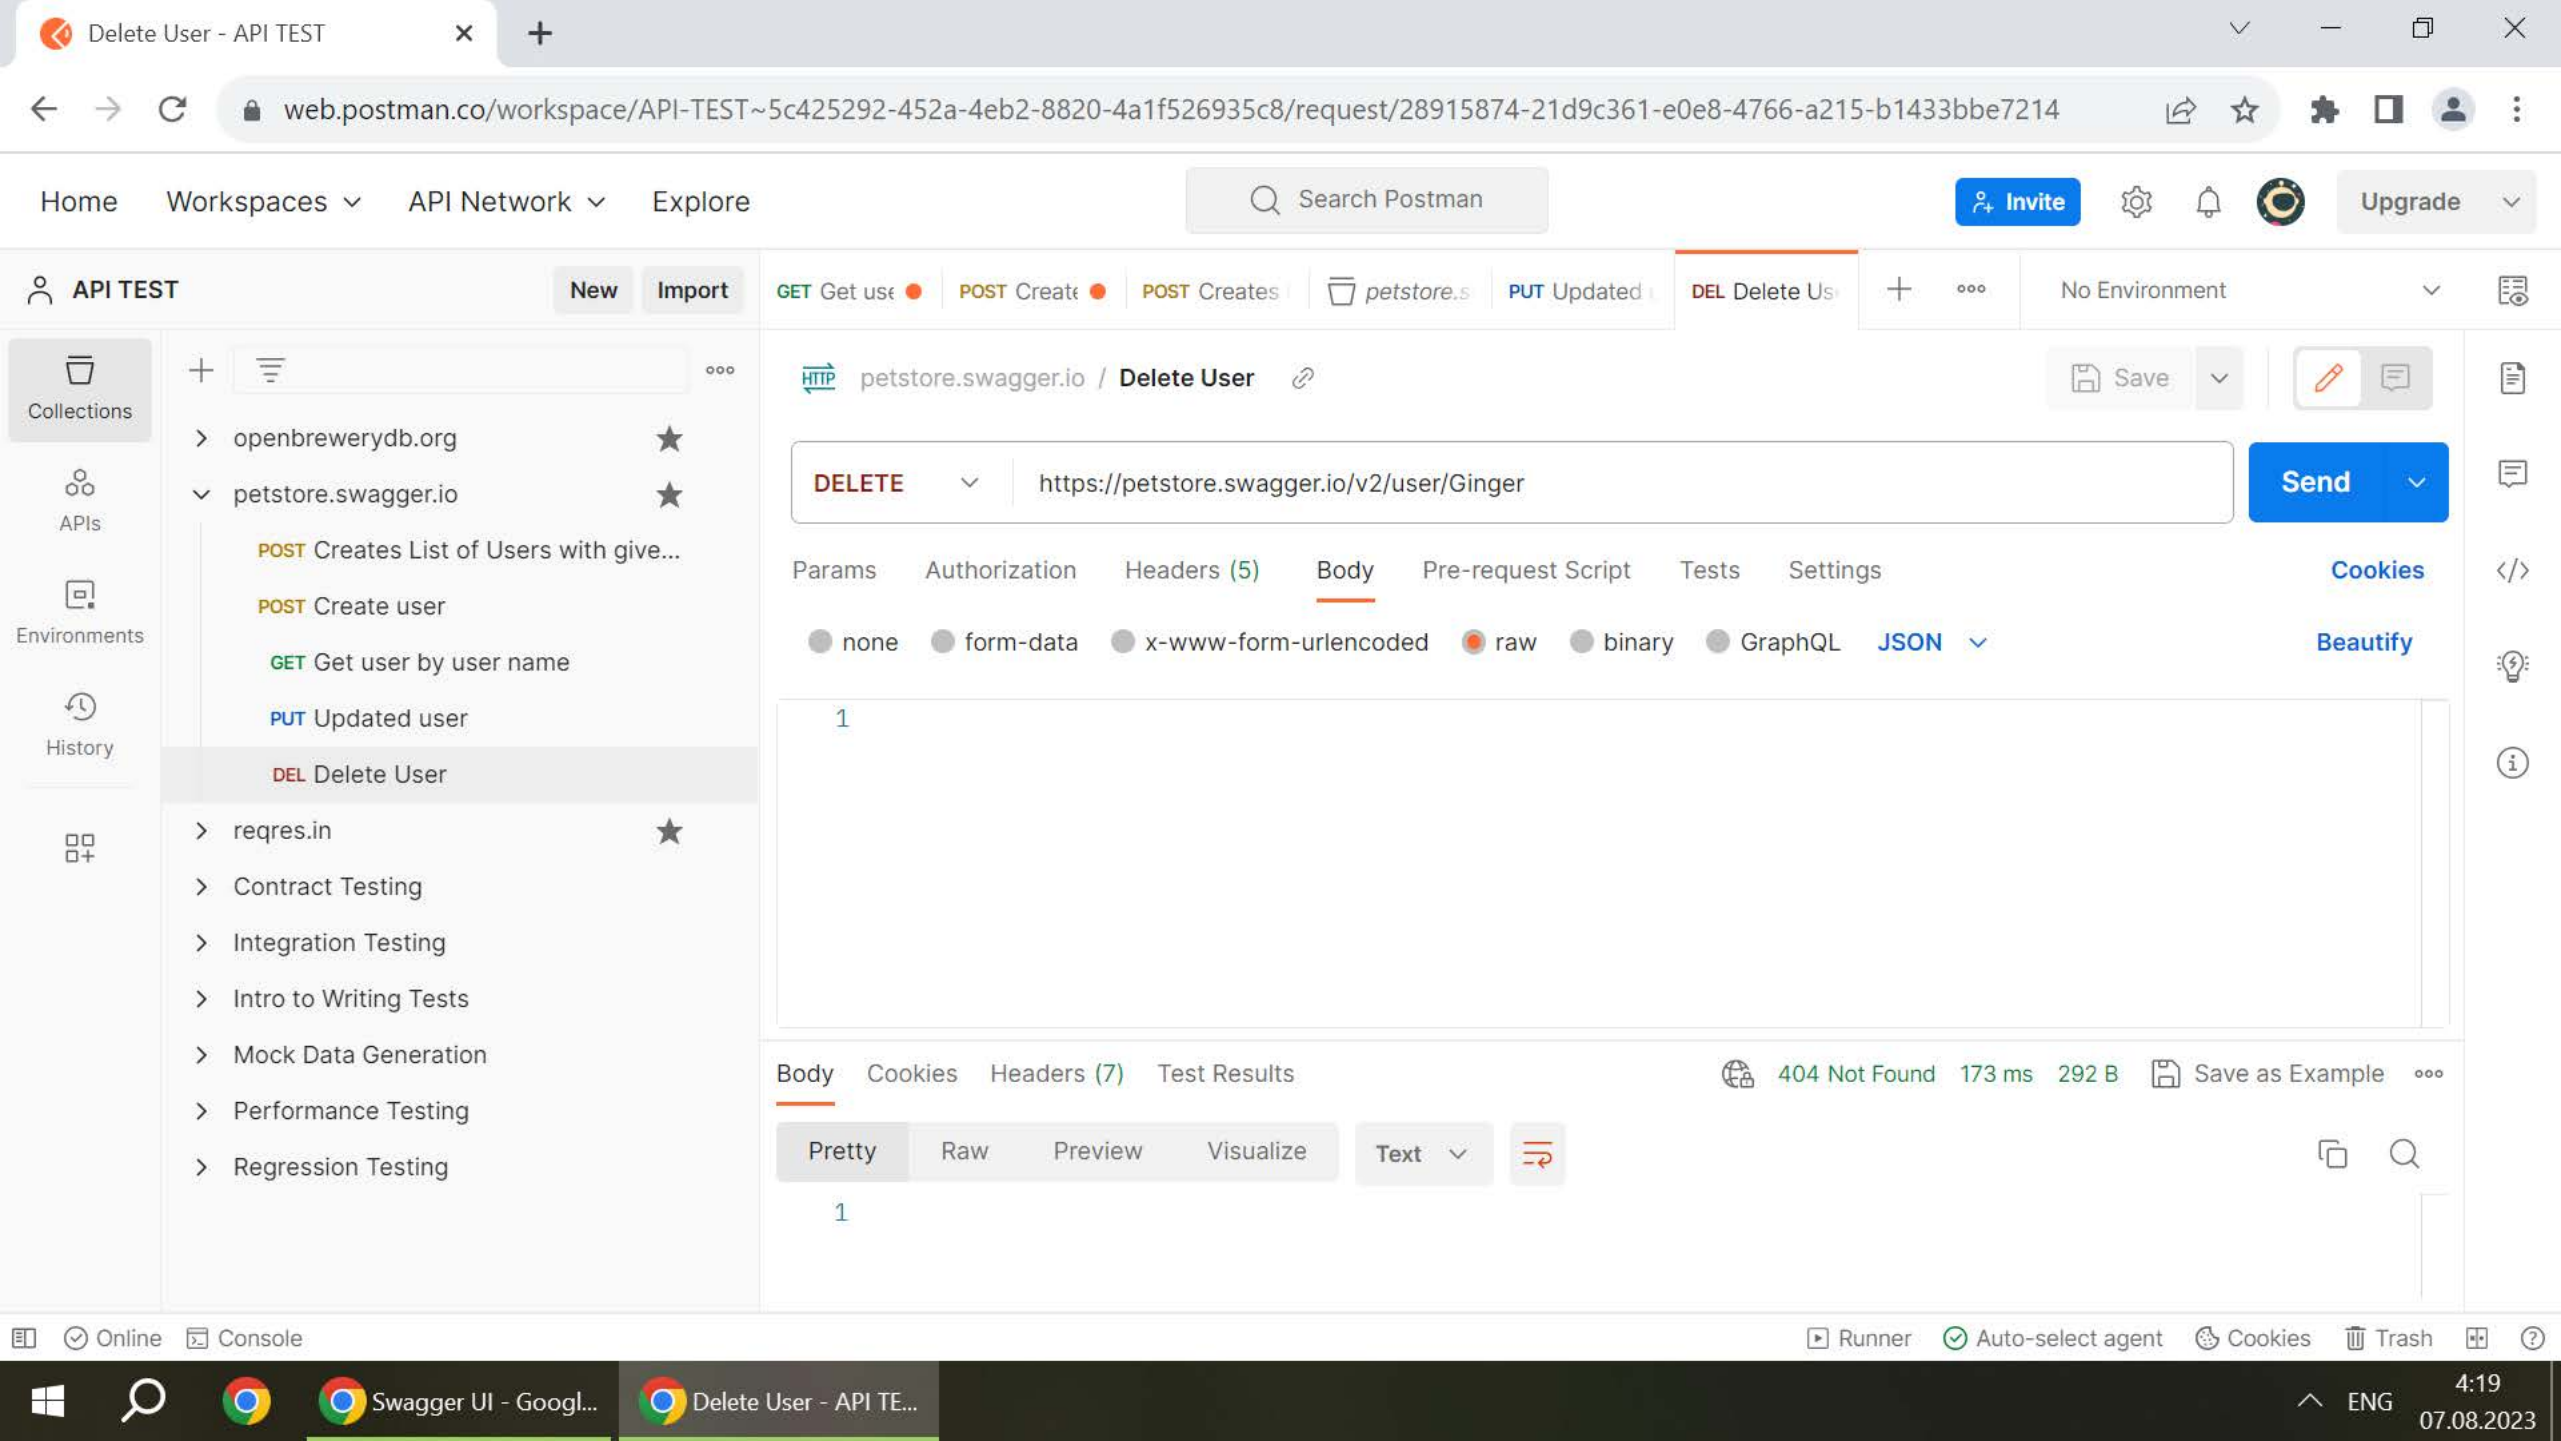 Delete User - API TEST
web.postman.co/workspace/API-TEST~5c425292-452a-4eb2-8820-4a1f526935c8/request/28915874-21d9c361-e0e8-4766-a215-b1433bbe7214
Home Workspaces API Network Explore Search Postman Invite Upgrade
API TEST New Import GET Get use POST Create POST Creates petstore.s PUT Updated DEL Delete Us No Environment
Collections
APIs
Environments
History
openbrewerydb.org
petstore.swagger.io
POST Creates List of Users with give...
POST Create user
GET Get user by user name
PUT Updated user
DEL Delete User
reqres.in
Contract Testing
Integration Testing
Intro to Writing Tests
Mock Data Generation
Performance Testing
Regression Testing
HTTP petstore.swagger.io / Delete User Save
DELETE https://petstore.swagger.io/v2/user/Ginger Send
Params Authorization Headers (5) Body Pre-request Script Tests Settings Cookies
none form-data x-www-form-urlencoded raw binary GraphQL JSON Beautify
1
Body Cookies Headers (7) Test Results 404 Not Found 173 ms 292 B Save as Example
Pretty Raw Preview Visualize Text
1
Online Console Runner Auto-select agent Cookies Trash
Swagger UI - Googl... Delete User - API TE... ENG
4:19
07.08.2023